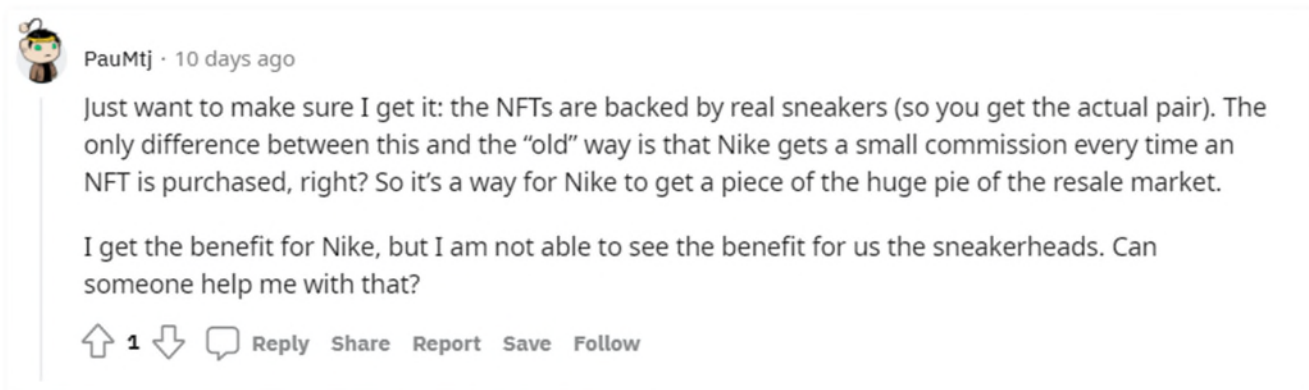 PauMtj · 10 days ago
Just want to make sure I get it: the NFTs are backed by real sneakers (so you get the actual pair). The
only difference between this and the “old” way is that Nike gets a small commission every time an
NFT is purchased, right? So it’s a way for Nike to get a piece of the huge pie of the resale market.
I get the benefit for Nike, but I am not able to see the benefit for us the sneakerheads. Can
someone help me with that?
1 Reply Share Report Save Follow